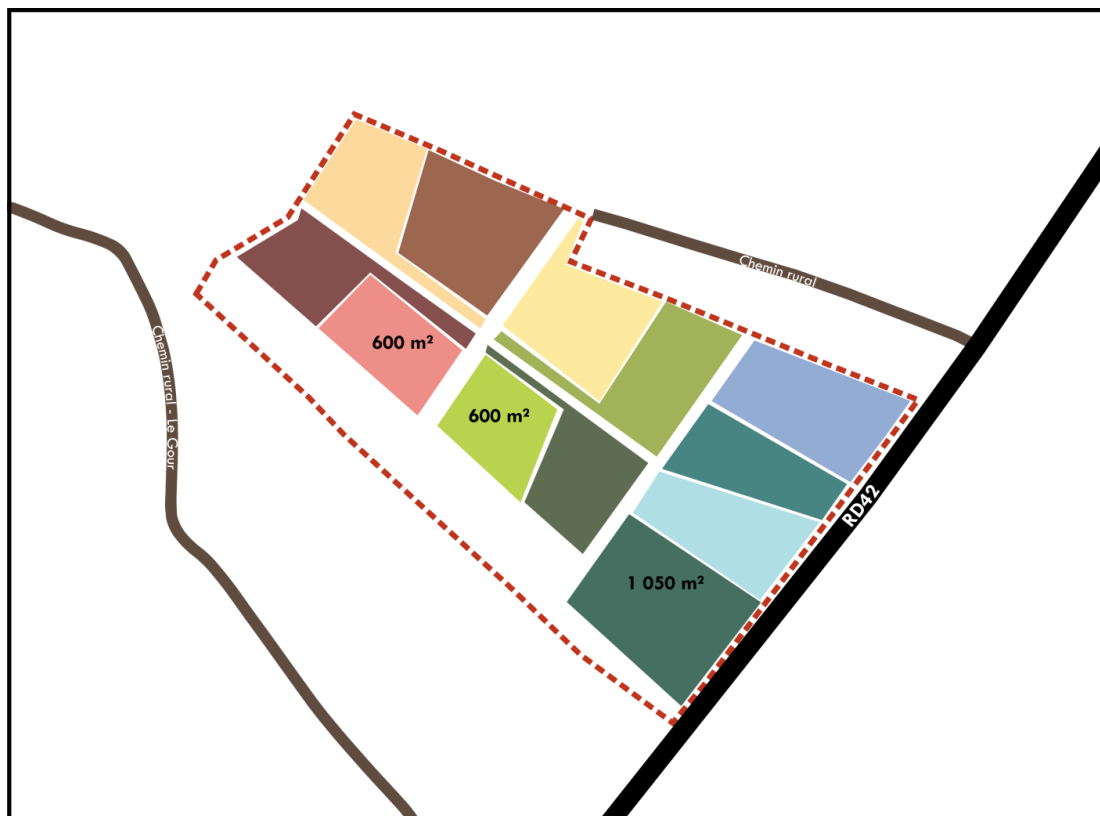 Chemin rural
Chemin rural - Le Gour
600 m²
600 m²
RD42
1 050 m²